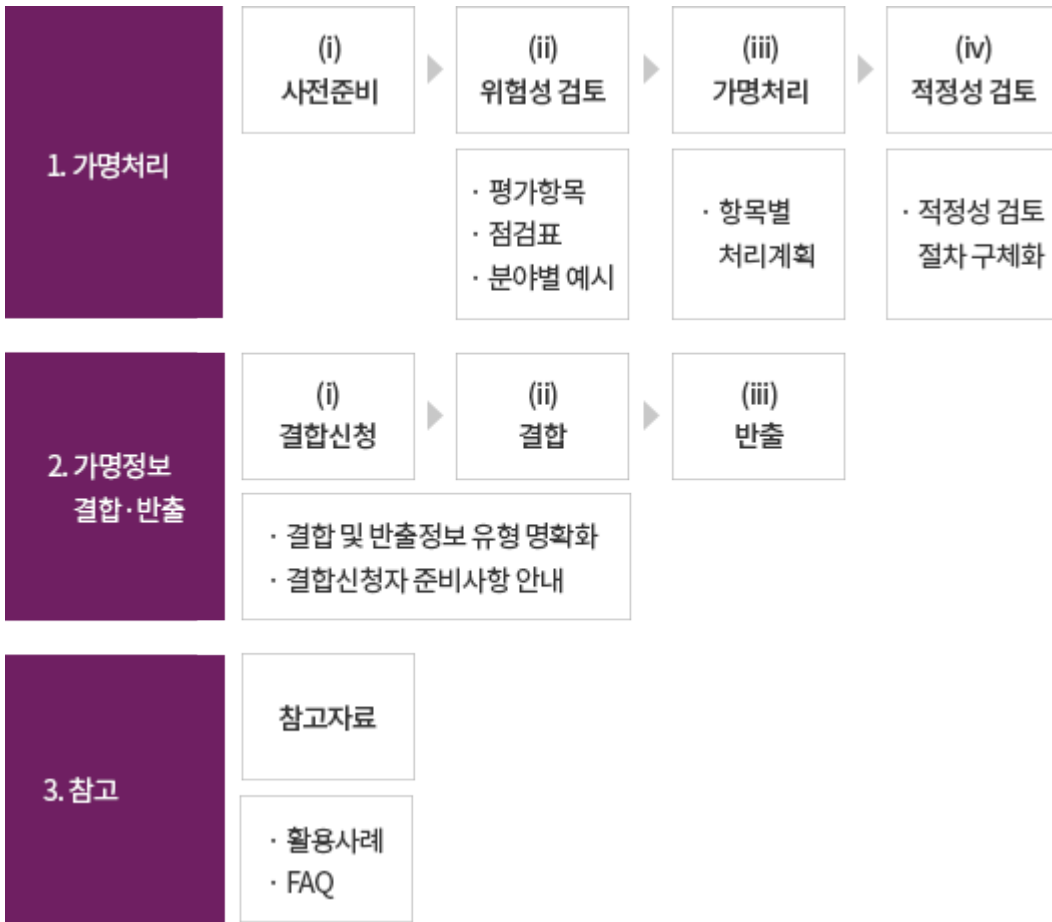 1. 가명처리
(i)
사전준비
(ii)
위험성 검토
(iii)
가명처리
(iv)
적정성 검토
· 평가항목
· 점검표
· 분야별 예시
· 항목별
처리계획
· 적정성 검토
절차 구체화
2. 가명정보
결합·반출
(i)
결합신청
(ii)
결합
(iii)
반출
· 결합 및 반출정보 유형 명확화
· 결합신청자 준비사항 안내
3. 참고
참고자료
· 활용사례
· FAQ